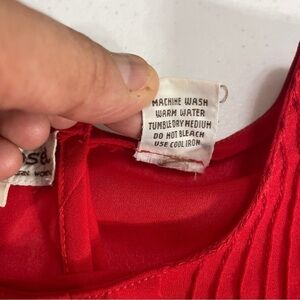 MACHINE WASH
WARM WATER
TUMBLE DRY MEDIUM
DO NOT BLEACH
USE COOL IRON